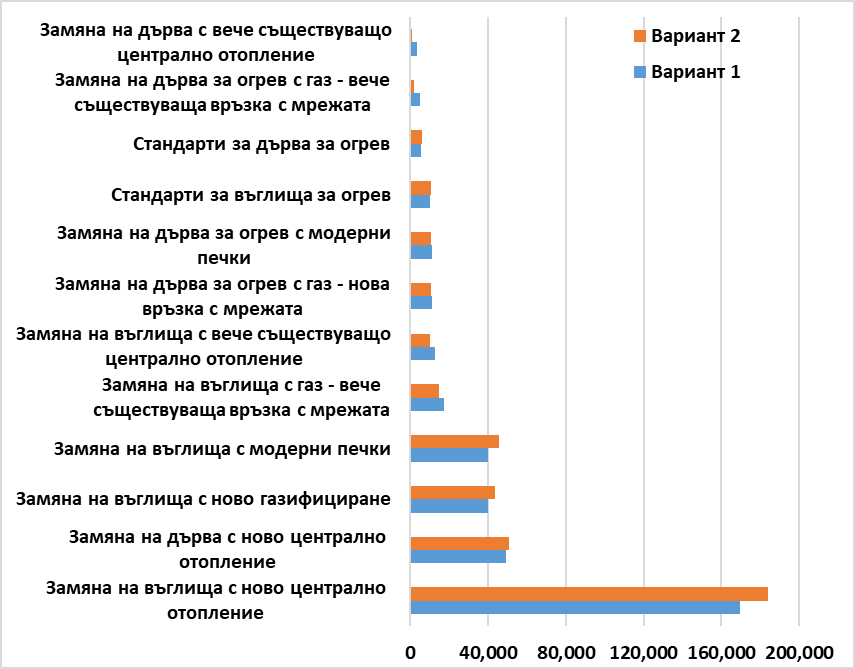 Замяна на дърва с вече съществуващо
централно отопление
Замяна на дърва за огрев с газ - вече
съществуваща връзка с мрежата
Стандарти за дърва за огрев
Стандарти за въглища за огрев
Замяна на дърва за огрев с модерни
печки
Замяна на дърва за огрев с газ - нова
връзка с мрежата
Замяна на въглища с вече съществуващо
централно отопление
Замяна на въглища с газ - вече
съществуваща връзка с мрежата
Замяна на въглища с модерни печки
Замяна на въглища с ново газифициране
Замяна на дърва с ново централно
отопление
Замяна на въглища с ново централно
отопление
Вариант 2
Вариант 1
0 40,000 80,000 120,000 160,000 200,000